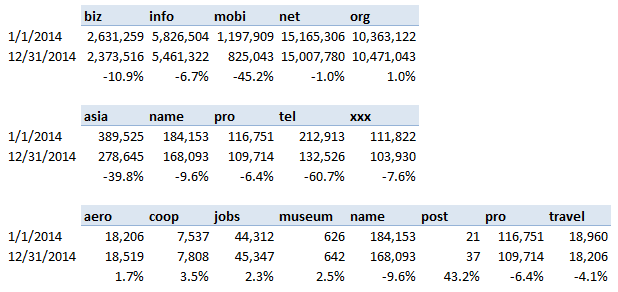 biz info mobi net org
1/1/2014 2,631,259 5,826,504 1,197,909 15,165,306 10,363,122
12/31/2014 2,373,516 5,461,322 825,043 15,007,780 10,471,043
-10.9% -6.7% -45.2% -1.0% 1.0%
asia name pro tel xxx
1/1/2014 389,525 184,153 116,751 212,913 111,822
12/31/2014 278,645 168,093 109,714 132,526 103,930
-39.8% -9.6% -6.4% -60.7% -7.6%
aero coop jobs museum name post pro travel
1/1/2014 18,206 7,537 44,312 626 184,153 21 116,751 18,960
12/31/2014 18,519 7,808 45,347 642 168,093 37 109,714 18,206
1.7% 3.5% 2.3% 2.5% -9.6% 43.2% -6.4% -4.1%